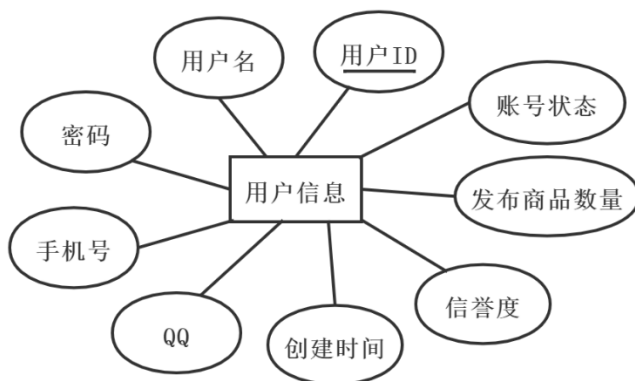 用户名
用户ID
账号状态
密码
用户信息
发布商品数量
手机号
信誉度
QQ
创建时间